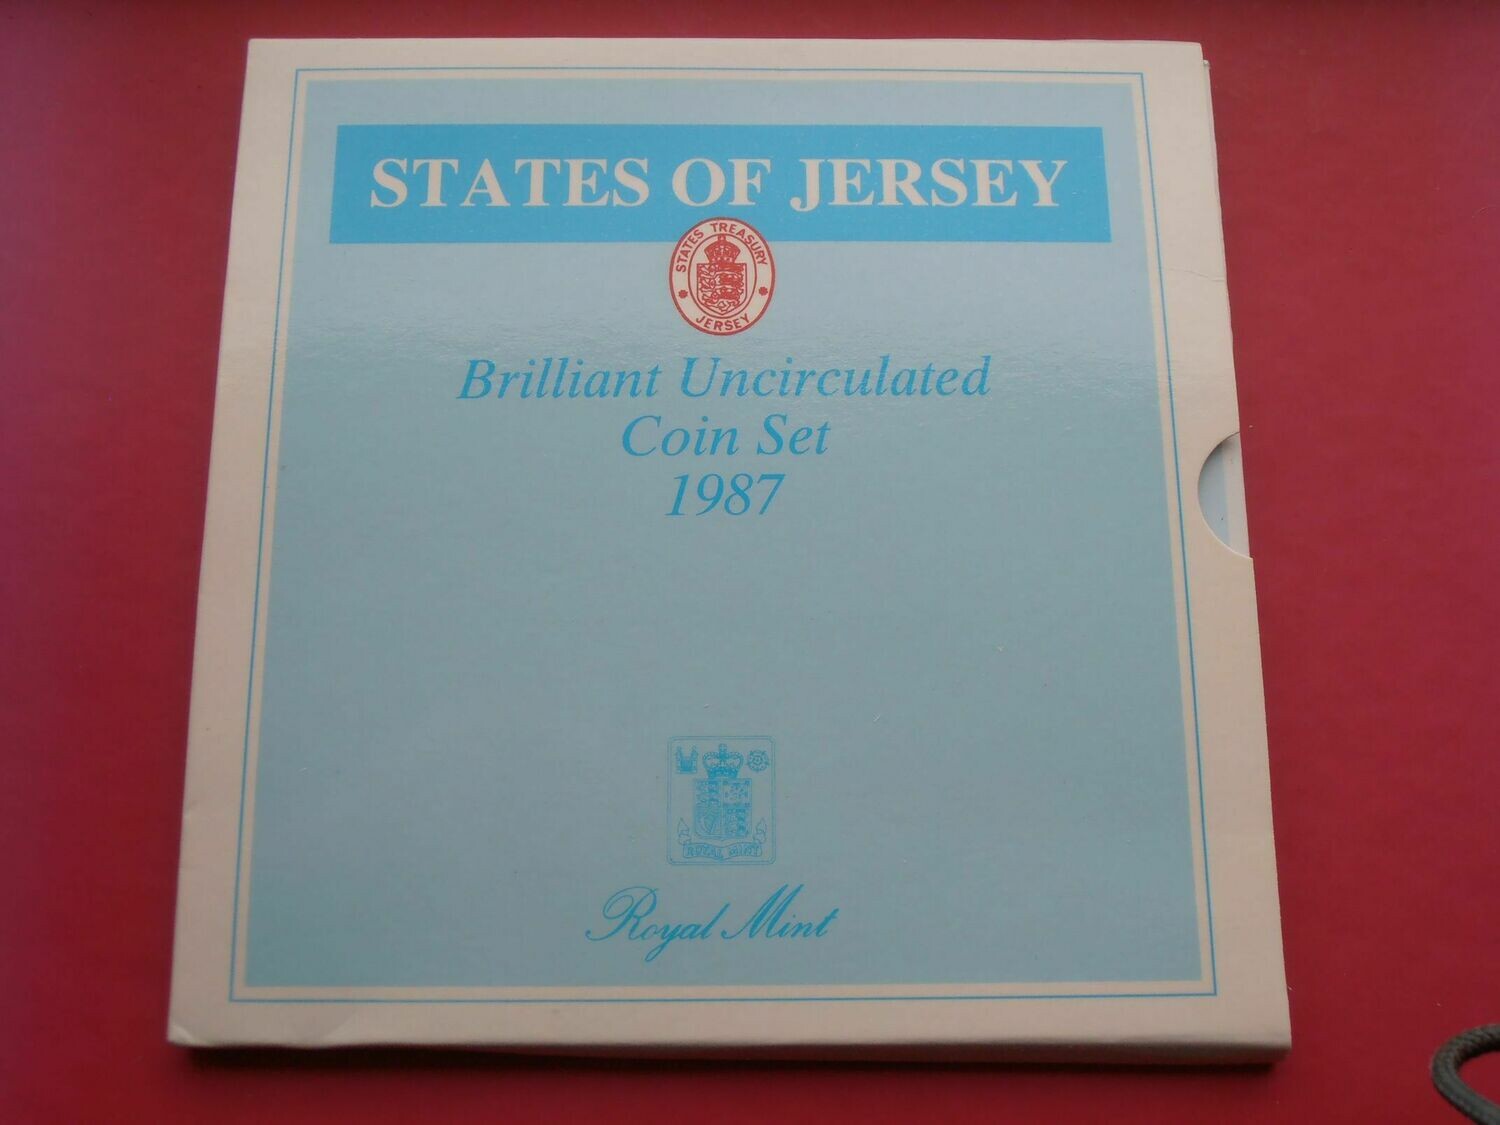 STATES OF JERSEY
STATES TREASURY
JERSEY
Brilliant Uncirculated
Coin Set
1987
ROYAL MINT
Royal Mint